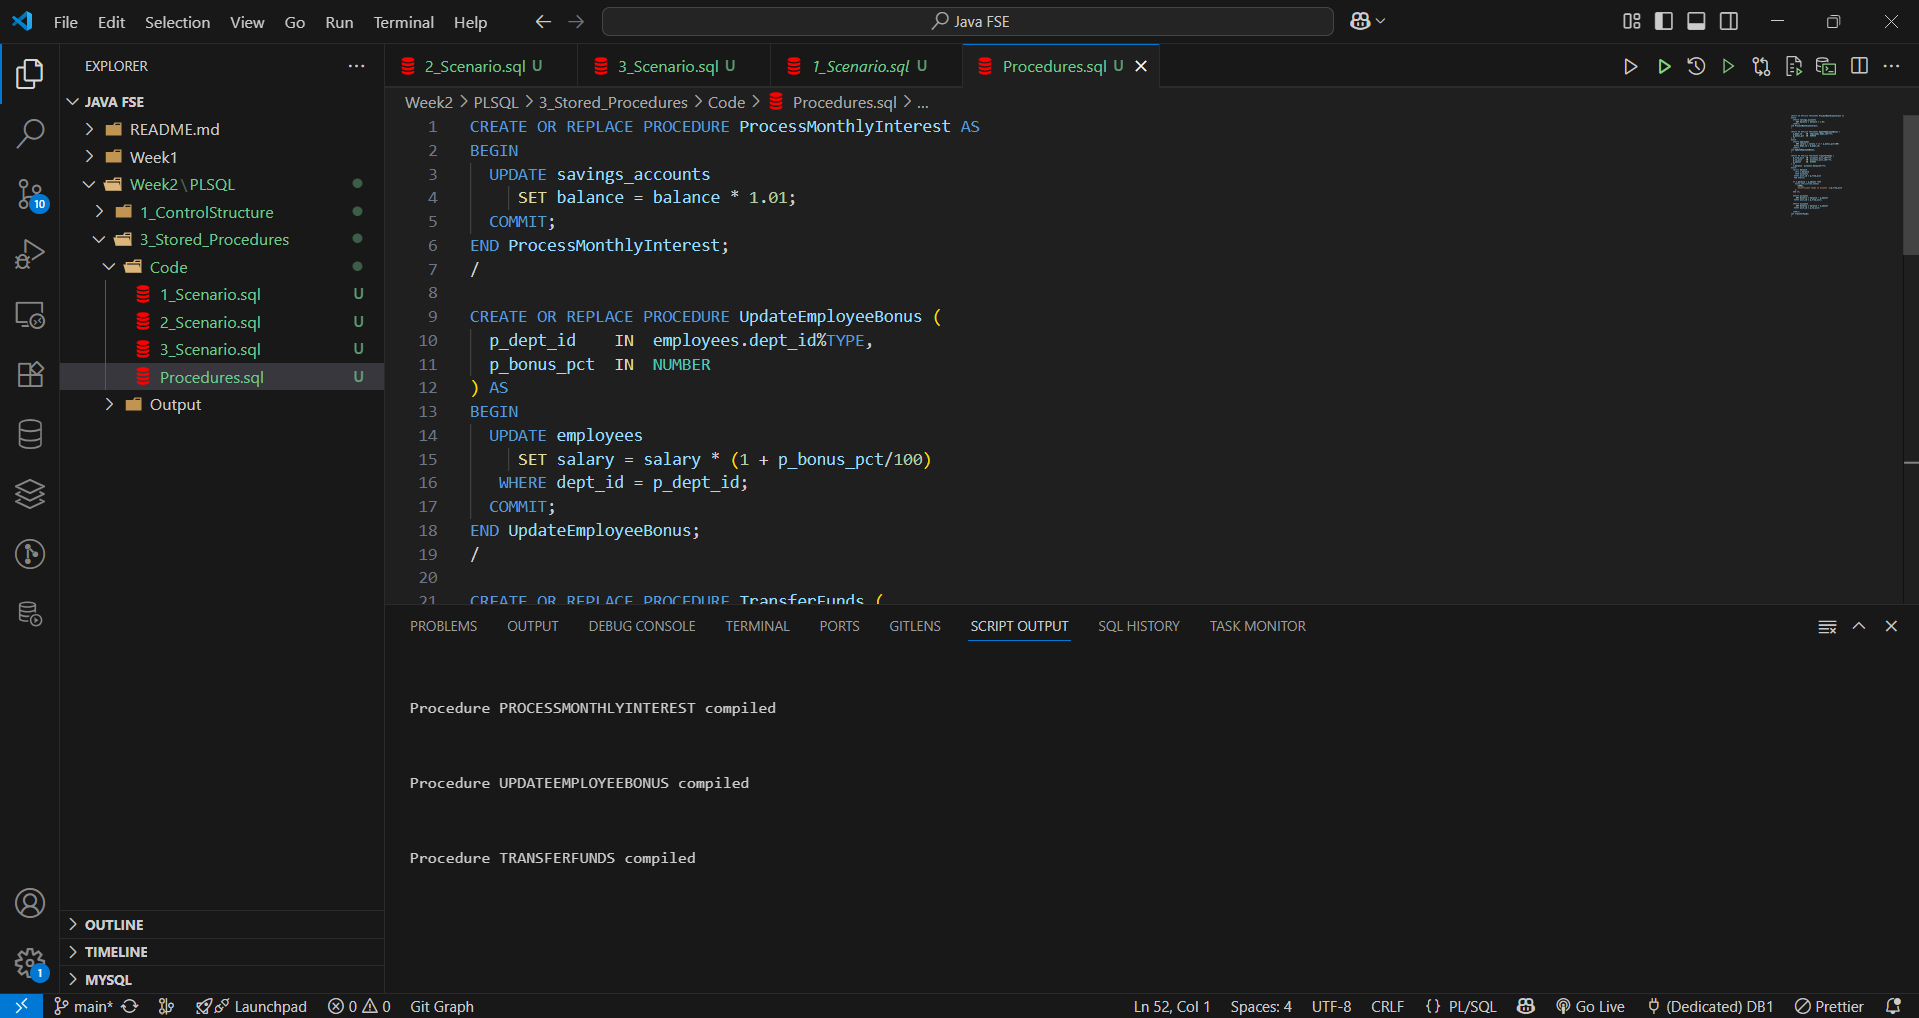 File Edit Selection View Go Run Terminal Help
Java FSE
EXPLORER
JAVA FSE
README.md
Week1
Week2\PLSQL
1_ControlStructure
3_Stored_Procedures
Code
1_Scenario.sql U
2_Scenario.sql U
3_Scenario.sql U
Procedures.sql U
Output
OUTLINE
TIMELINE
MYSQL
10
1
2_Scenario.sql U
3_Scenario.sql U
1_Scenario.sql U
Procedures.sql U
Week2 > PLSQL > 3_Stored_Procedures > Code > Procedures.sql > ...
1 CREATE OR REPLACE PROCEDURE ProcessMonthlyInterest AS
2 BEGIN
3 UPDATE savings_accounts
4 SET balance = balance * 1.01;
5 COMMIT;
6 END ProcessMonthlyInterest;
7 /
8
9 CREATE OR REPLACE PROCEDURE UpdateEmployeeBonus (
10 p_dept_id IN employees.dept_id%TYPE,
11 p_bonus_pct IN NUMBER
12 ) AS
13 BEGIN
14 UPDATE employees
15 SET salary = salary * (1 + p_bonus_pct/100)
16 WHERE dept_id = p_dept_id;
17 COMMIT;
18 END UpdateEmployeeBonus;
19 /
20
21 CREATE OR REPLACE PROCEDURE TransferFunds (
PROBLEMS OUTPUT DEBUG CONSOLE TERMINAL PORTS GITLENS SCRIPT OUTPUT SQL HISTORY TASK MONITOR
Procedure PROCESSMONTHLYINTEREST compiled
Procedure UPDATEEMPLOYEEBONUS compiled
Procedure TRANSFERFUNDS compiled
main* Launchpad 0 0 Git Graph
Ln 52, Col 1 Spaces: 4 UTF-8 CRLF {} PL/SQL Go Live (Dedicated) DB1 Prettier